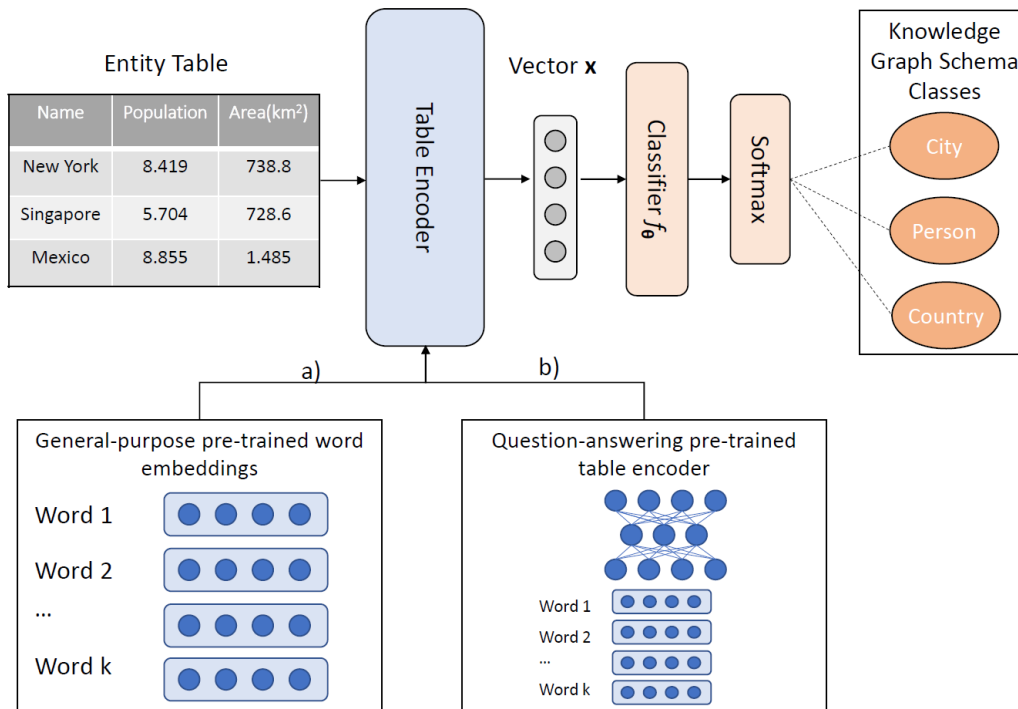 Entity Table
Name Population Area(km²)
New York 8.419 738.8
Singapore 5.704 728.6
Mexico 8.855 1.485
Table Encoder
Vector x
Classifier fθ
Softmax
Knowledge
Graph Schema
Classes
City
Person
Country
a)
b)
General-purpose pre-trained word
embeddings
Word 1
Word 2
...
Word k
Question-answering pre-trained
table encoder
Word 1
Word 2
...
Word k